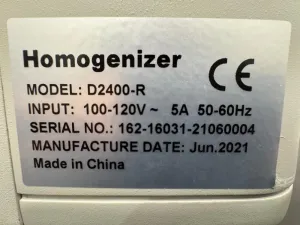 Homogenizer CE
MODEL: D2400-R
INPUT: 100-120V~ 5A 50-60Hz
SERIAL NO.: 162-16031-21060004
MANUFACTURE DATE: Jun.2021
Made in China